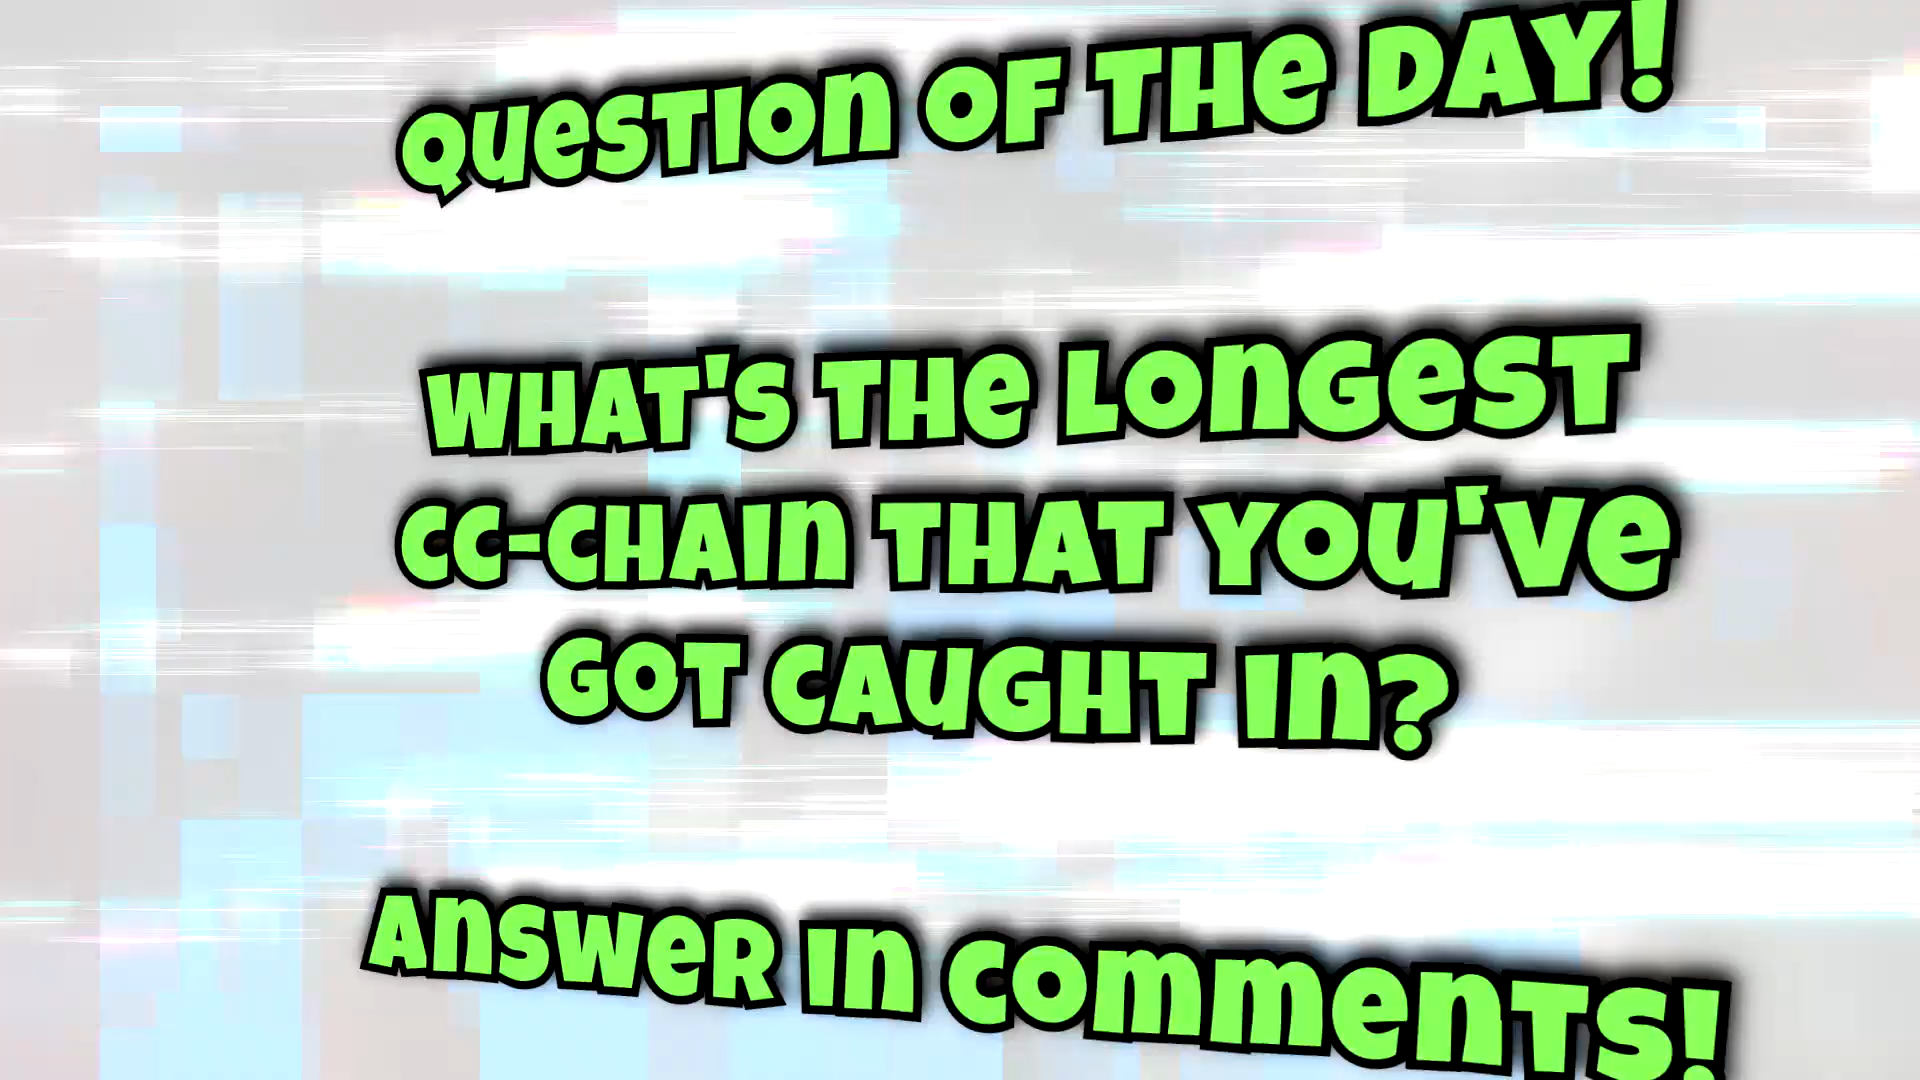 QUESTION OF THE DAY!
WHAT'S THE LONGEST
CC-CHAIN THAT YOU'VE
GOT CAUGHT IN?
ANSWER IN COMMENTS!